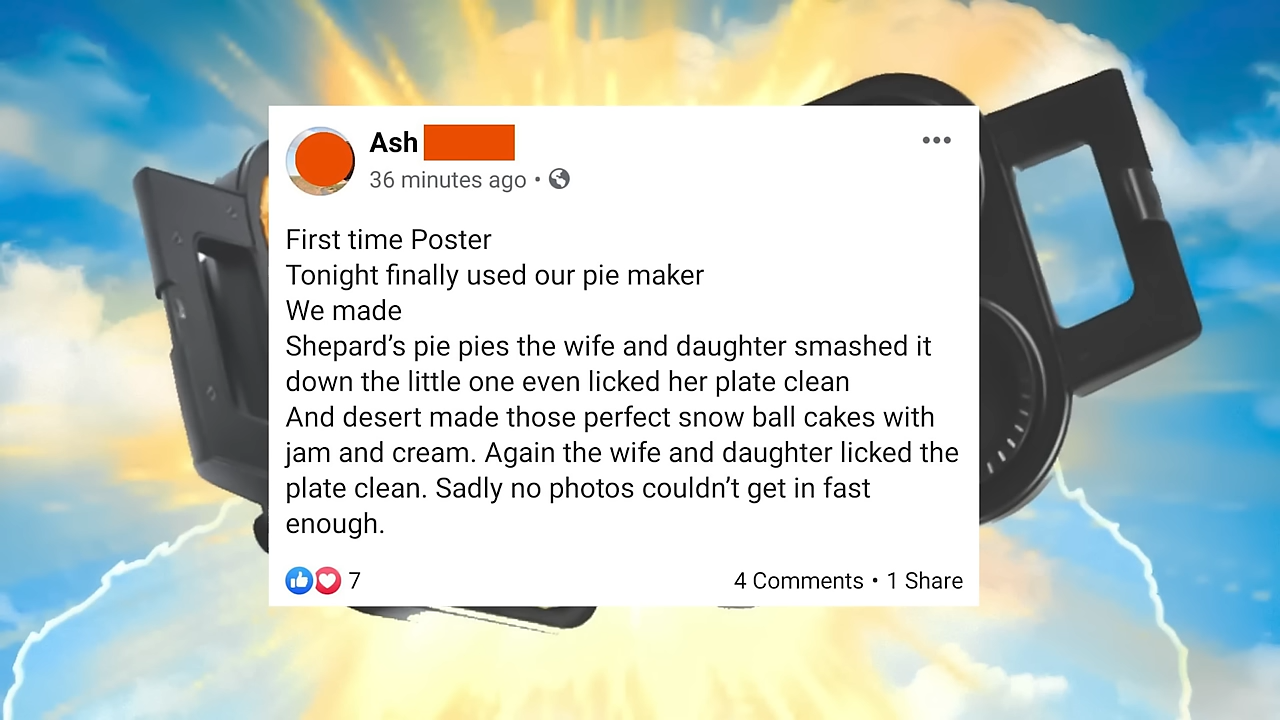 Ash
36 minutes ago •
•••
First time Poster
Tonight finally used our pie maker
We made
Shepard’s pie pies the wife and daughter smashed it
down the little one even licked her plate clean
And desert made those perfect snow ball cakes with
jam and cream. Again the wife and daughter licked the
plate clean. Sadly no photos couldn’t get in fast
enough.
7
4 Comments • 1 Share